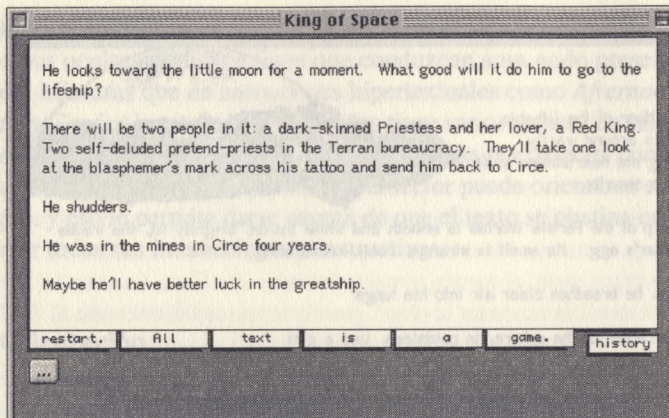 King of Space
He looks toward the little moon for a moment. What good will it do him to go to the
lifeship?
There will be two people in it: a dark-skinned Priestess and her lover, a Red King.
Two self-deluded pretend-priests in the Terran bureaucracy. They'll take one look
at the blasphemer's mark across his tattoo and send him back to Circe.
He shudders.
He was in the mines in Circe four years.
Maybe he'll have better luck in the greatship.
restart. All text is a game. history
...